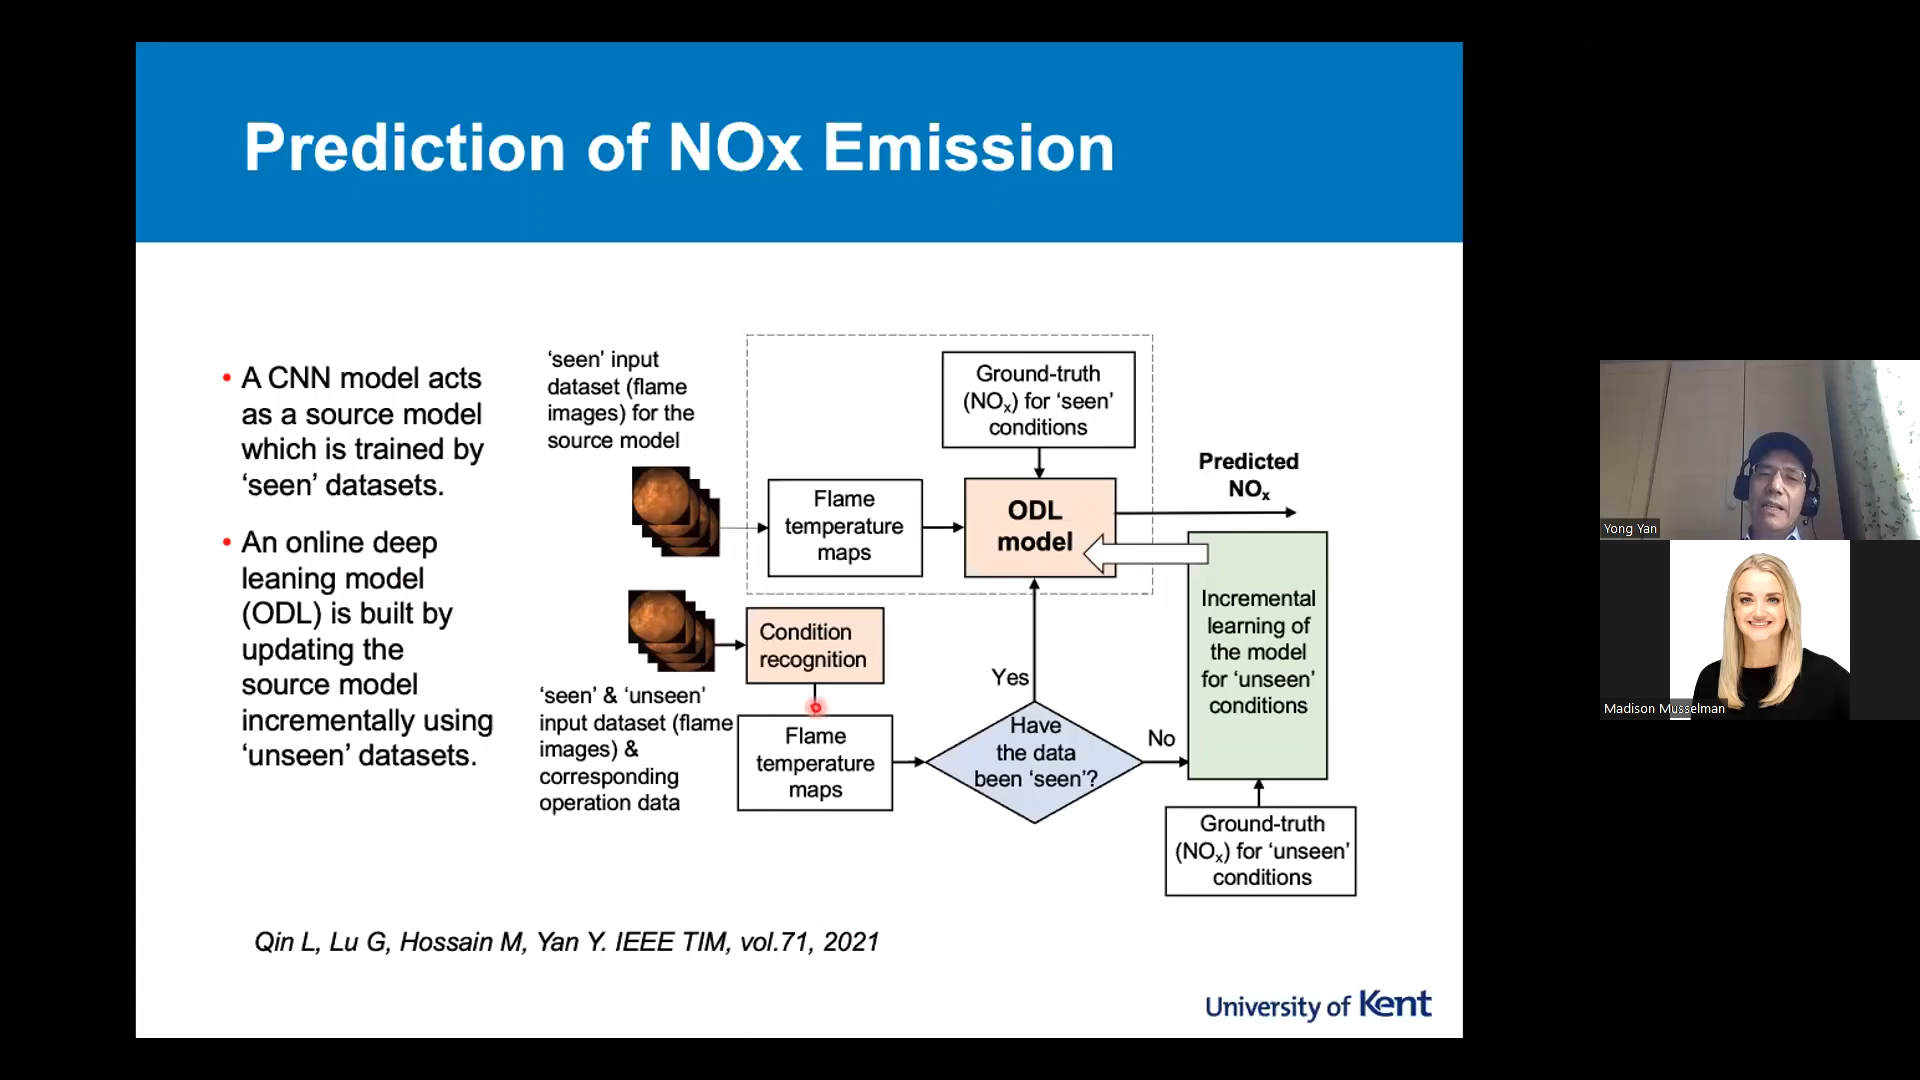 Prediction of NOx Emission
• A CNN model acts
as a source model
which is trained by
‘seen’ datasets.
• An online deep
leaning model
(ODL) is built by
updating the
source model
incrementally using
‘unseen’ datasets.
‘seen’ input
dataset (flame
images) for the
source model
Ground-truth
(NOx) for ‘seen’
conditions
Flame
temperature
maps
ODL
model
Predicted
NOx
Condition
recognition
‘seen’ & ‘unseen’
input dataset (flame
images) &
corresponding
operation data
Flame
temperature
maps
Yes
Have
the data
been ‘seen’?
No
Incremental
learning of
the model
for ‘unseen’
conditions
Ground-truth
(NOx) for ‘unseen’
conditions
Qin L, Lu G, Hossain M, Yan Y. IEEE TIM, vol.71, 2021
University of Kent
Yong Yan
Madison Musselman